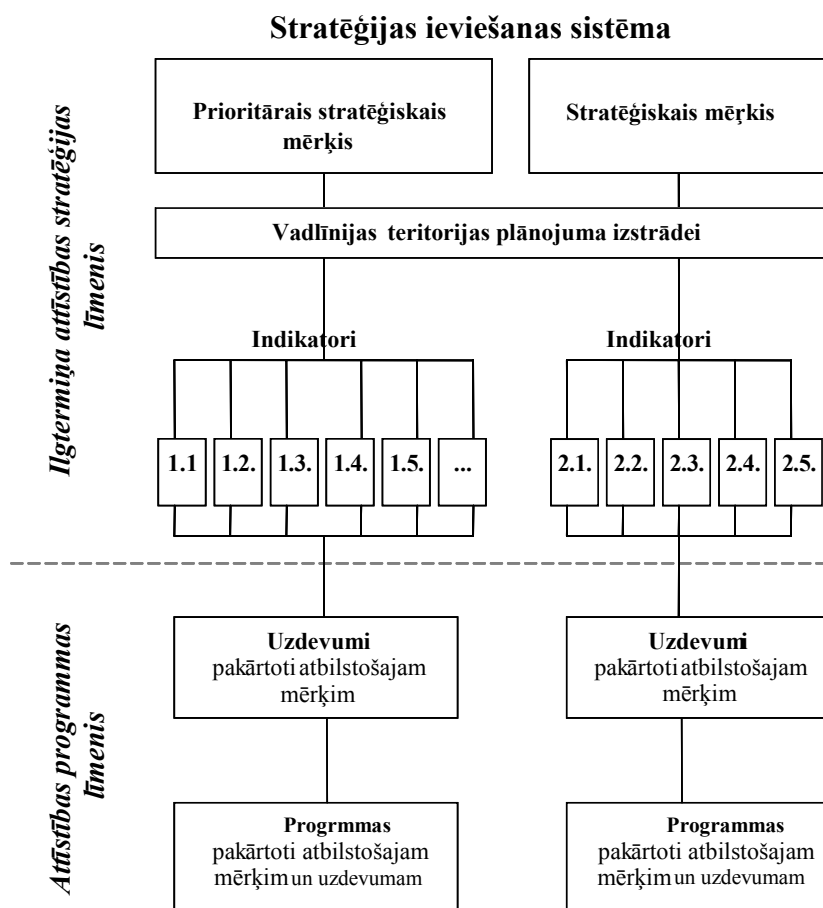 Stratēģijas ieviešanas sistēma
Ilgtermiņa attīstības stratēģijas
līmenis
Prioritārais stratēģiskais
mērķis
Stratēģiskais mērķis
Vadlīnijas teritorijas plānojuma izstrādei
Indikatori
Indikatori
1.1 1.2. 1.3. 1.4. 1.5. ...
2.1. 2.2. 2.3. 2.4. 2.5.
Attīstības programmas
līmenis
Uzdevumi
pakārtoti atbilstošajam
mērķim
Uzdevumi
pakārtoti atbilstošajam
mērķim
Progrmmas
pakārtoti atbilstošajam
mērķim un uzdevumam
Programmas
pakārtoti atbilstošajam
mērķim un uzdevumam